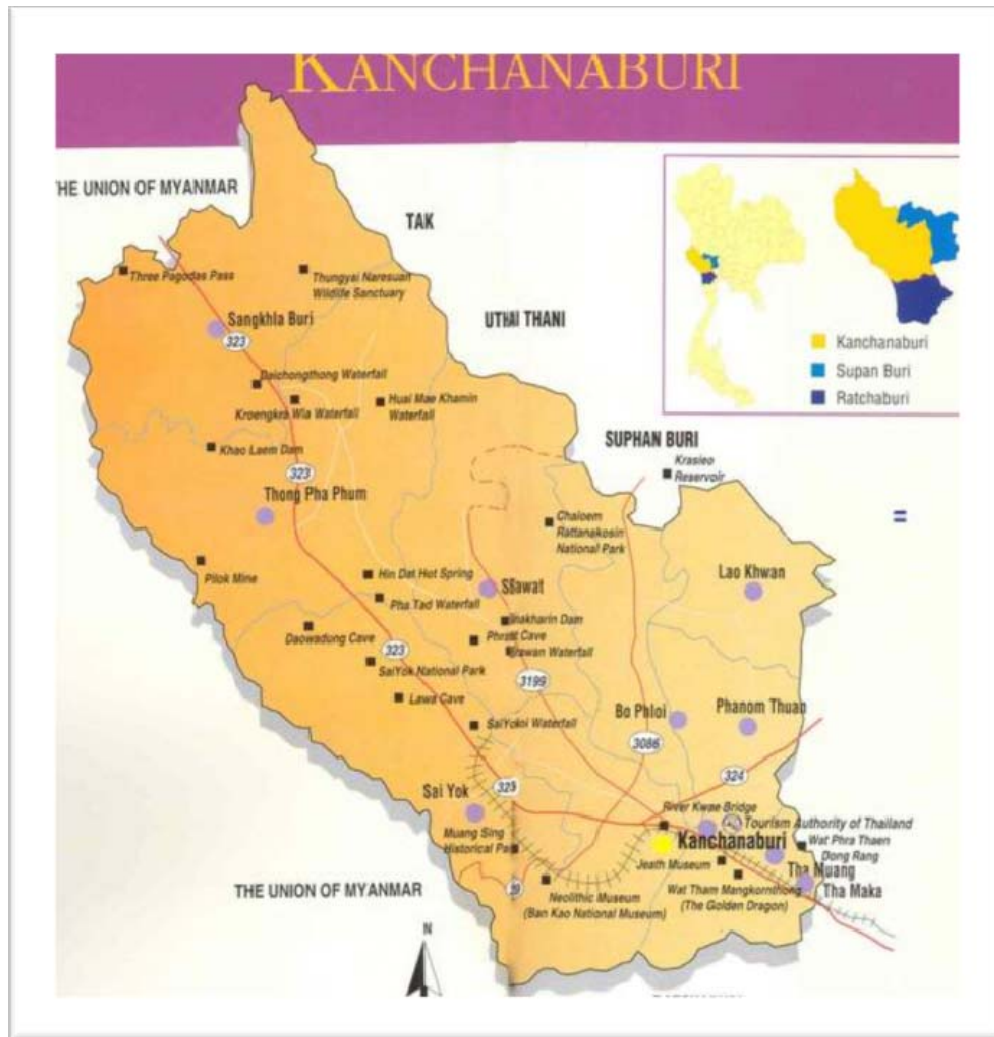 KANCHANABURI
THE UNION OF MYANMAR
TAK
Three Pagodas Pass
Thungyai Naresuan
Wildlife Sanctuary
Sangkhla Buri
323
UTHAI THANI
Kanchanaburi
Supan Buri
Ratchaburi
Daichongthong Waterfall
Kroengkra Wia Waterfall
Huai Mae Khamin
Waterfall
SUPHAN BURI
Khao Laem Dam
Krasieo
Reservoir
323
Thong Pha Phum
Chaloem
Rattanakosin
National Park
Pilok Mine
Hin Dat Hot Spring
Pha Tad Waterfall
Lao Khwan
Daowadung Cave
Dam
Cave
Waterfall
323
SaiYok National Park
3199
Lawa Cave
SaiYokoi Waterfall
Bo Phloi
Phanom Thuan
3086
324
Sai Yok
323
River Kwae Bridge
Tourism Authority of Thailand
Muang Sing
Historical Park
Kanchanaburi
Wat Phra Thaen
Dong Rang
Jeath Museum
Tha Muang
Tha Maka
Wat Tham Mangkornthong
(The Golden Dragon)
THE UNION OF MYANMAR
Neolithic Museum
(Ban Kao National Museum)
N